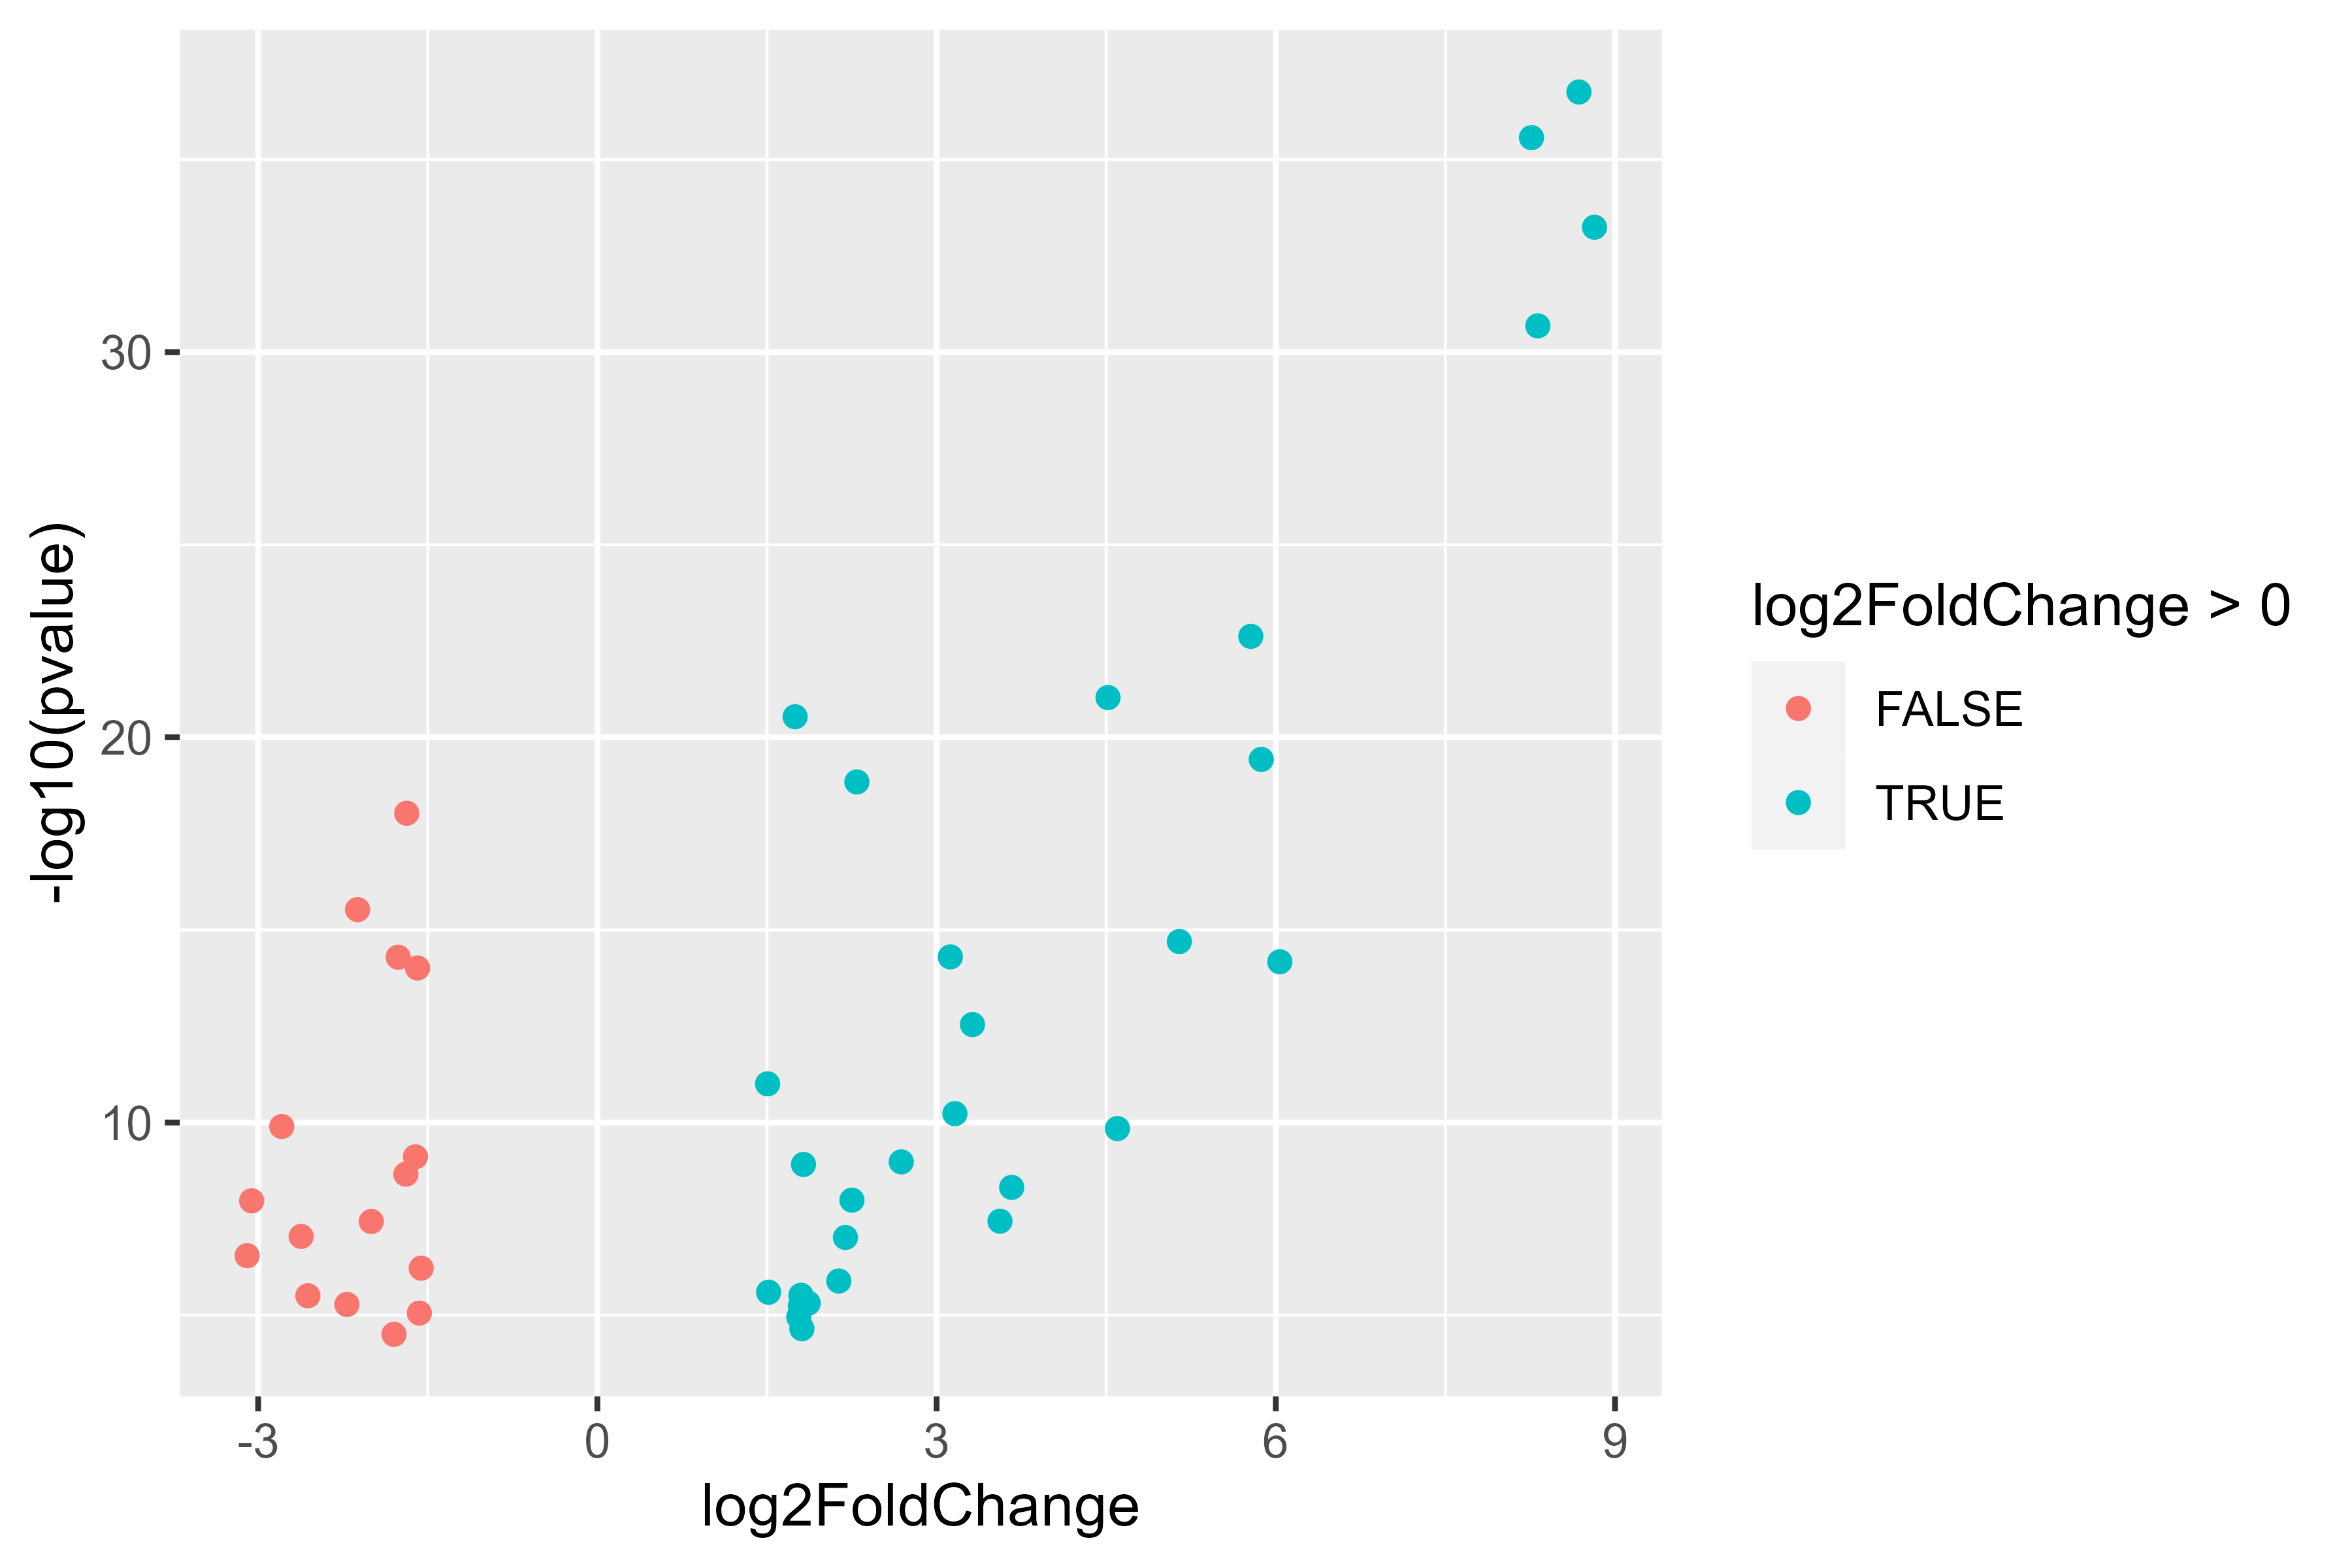 30
20
10
-log10(pvalue)
-3 0 3 6 9
log2FoldChange
log2FoldChange > 0
FALSE
TRUE